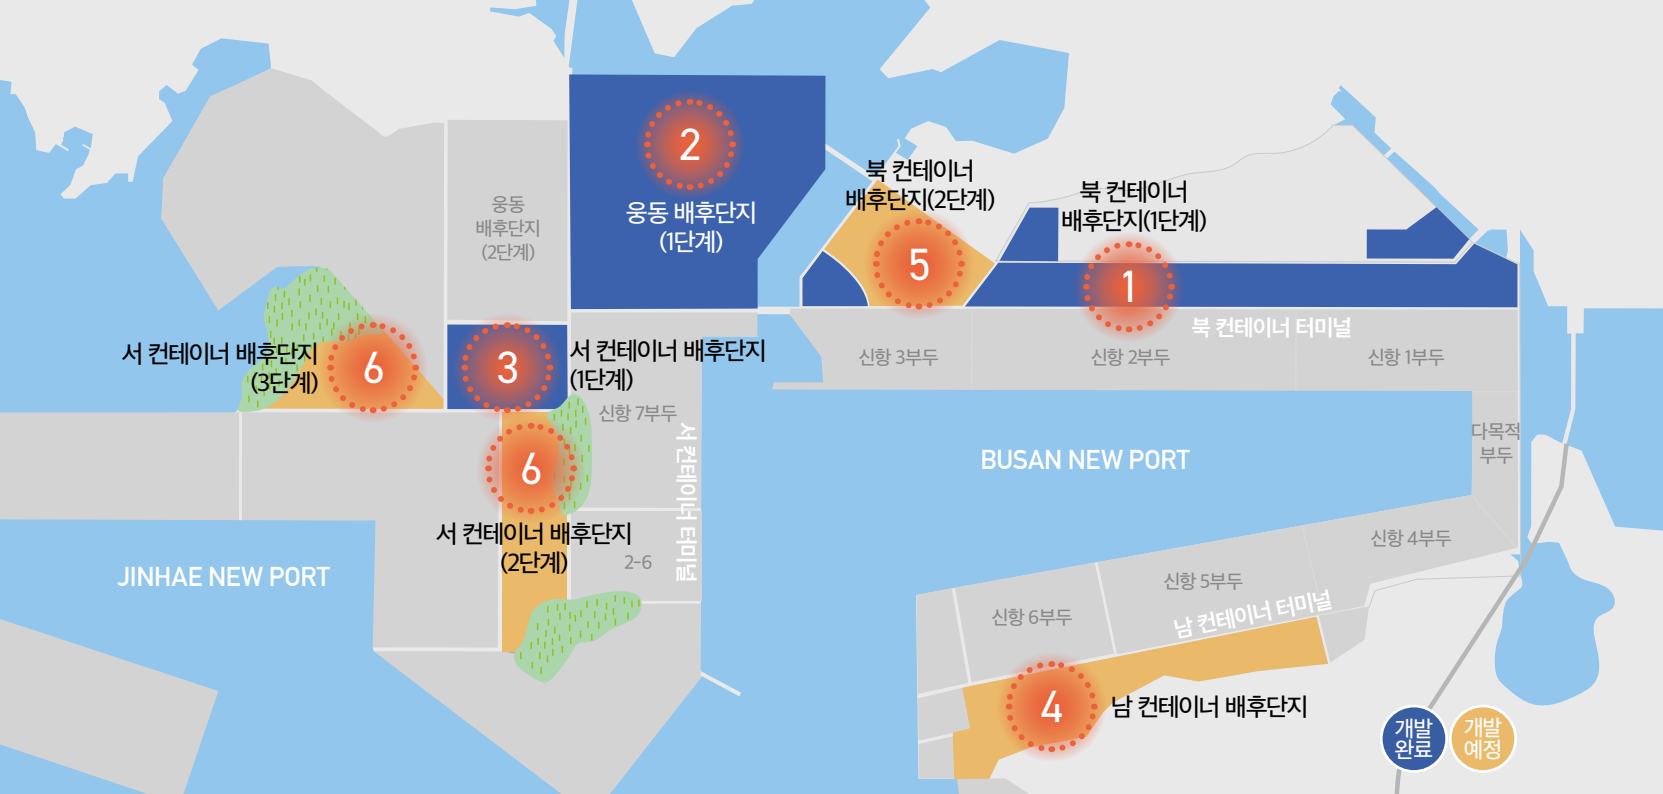 2
웅동 배후단지
(1단계)
웅동
배후단지
(2단계)
북 컨테이너
배후단지(2단계)
5
북 컨테이너
배후단지(1단계)
1
북 컨테이너 터미널
신항 3부두
신항 2부두
신항 1부두
서 컨테이너 배후단지
(3단계)
6
3
서 컨테이너 배후단지
(1단계)
신항 7부두
서 컨테이너 터미널
다목적
부두
BUSAN NEW PORT
6
서 컨테이너 배후단지
(2단계)
2-6
JINHAE NEW PORT
신항 4부두
신항 5부두
신항 6부두
남 컨테이너 터미널
4
남 컨테이너 배후단지
개발
완료
개발
예정